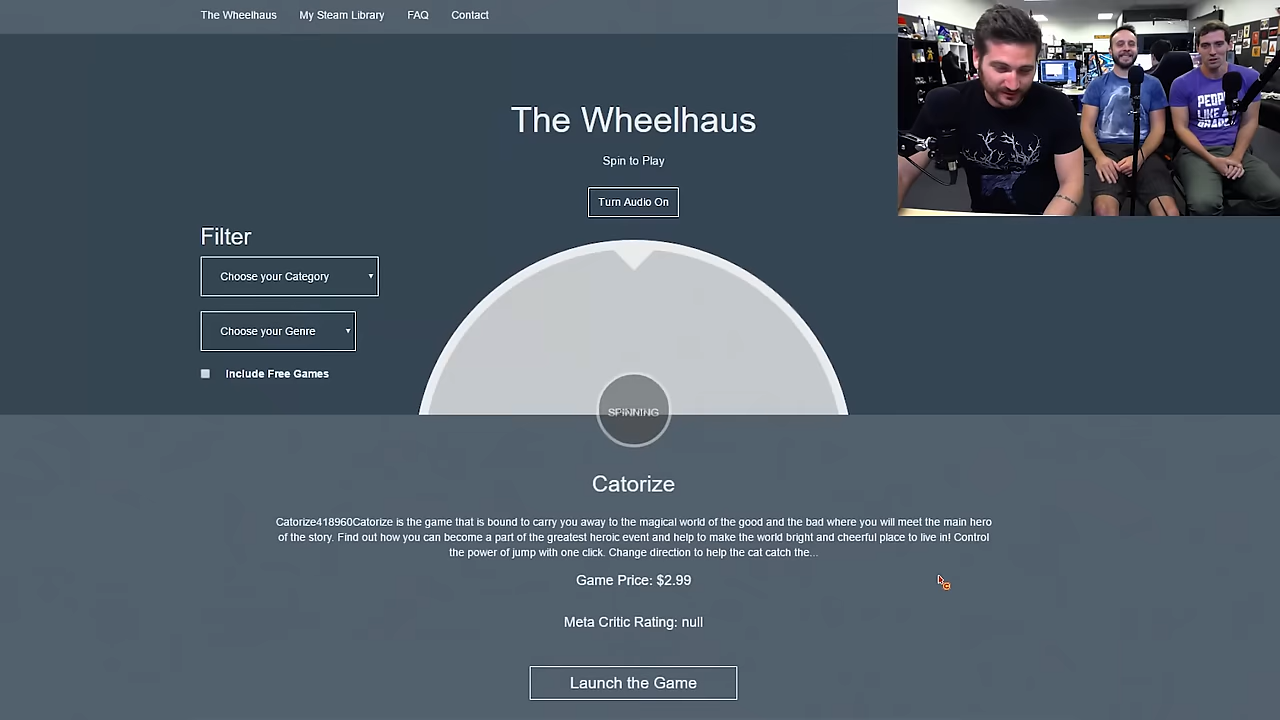 The Wheelhaus
My Steam Library
FAQ
Contact
The Wheelhaus
Spin to Play
Turn Audio On
Filter
Choose your Category
Choose your Genre
Include Free Games
SPINNING
PEOPLE
LIKE
Catorize
Catorize418960Catorize is the game that is bound to carry you away to the magical world of the good and the bad where you will meet the main hero
of the story. Find out how you can become a part of the greatest heroic event and help to make the world bright and cheerful place to live in! Control
the power of jump with one click. Change direction to help the cat catch the...
Game Price: $2.99
Meta Critic Rating: null
Launch the Game